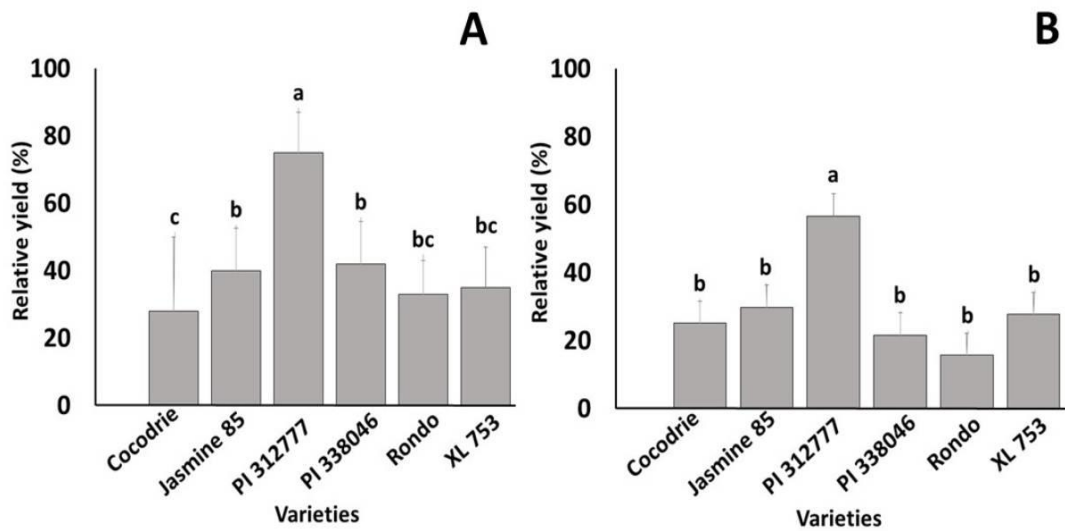 A
Relative yield (%)
100
80
60
40
20
0
c
b
a
b
bc
bc
Cocodrie
Jasmine 85
PI 312777
PI 338046
Rondo
XL 753
Varieties
B
Relative yield (%)
100
80
60
40
20
0
b
b
a
b
b
b
Cocodrie
Jasmine 85
PI 312777
PI 338046
Rondo
XL 753
Varieties